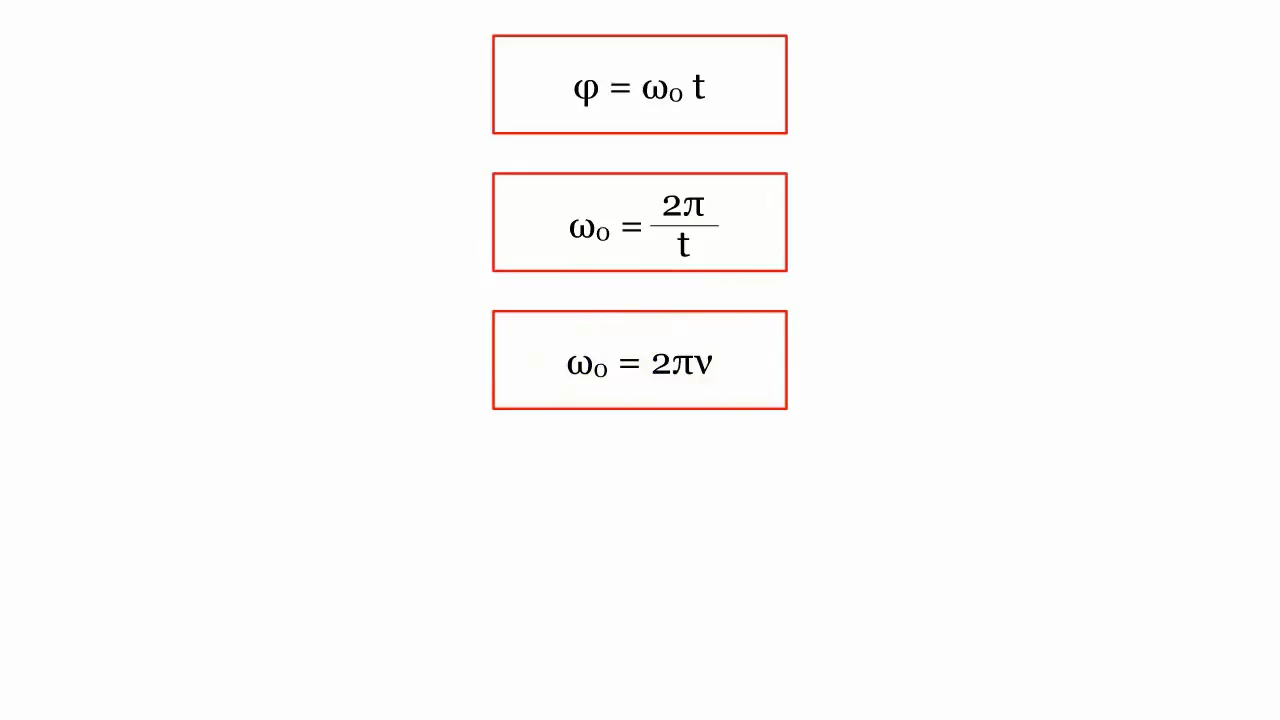 φ = ω₀ t
ω₀ = 2π / t
ω₀ = 2πν